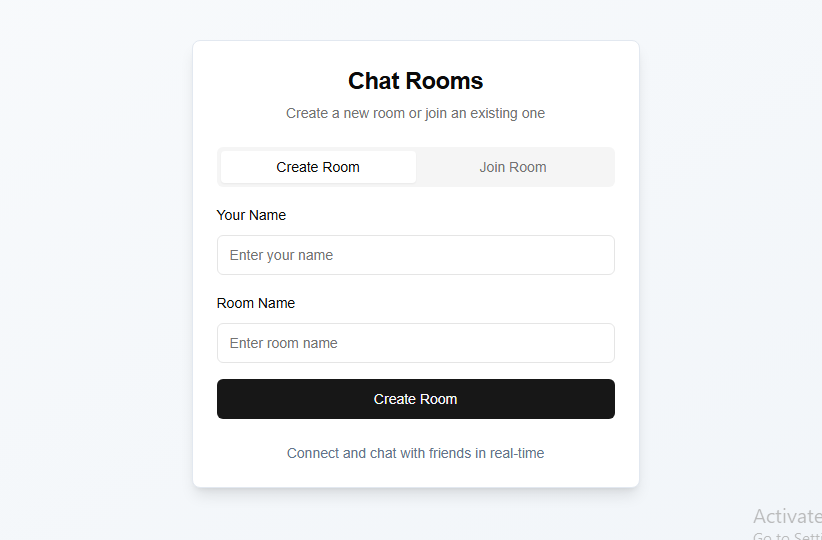 Chat Rooms
Create a new room or join an existing one
Create Room
Join Room
Your Name
Enter your name
Room Name
Enter room name
Create Room
Connect and chat with friends in real-time
Activate
Go to Setti